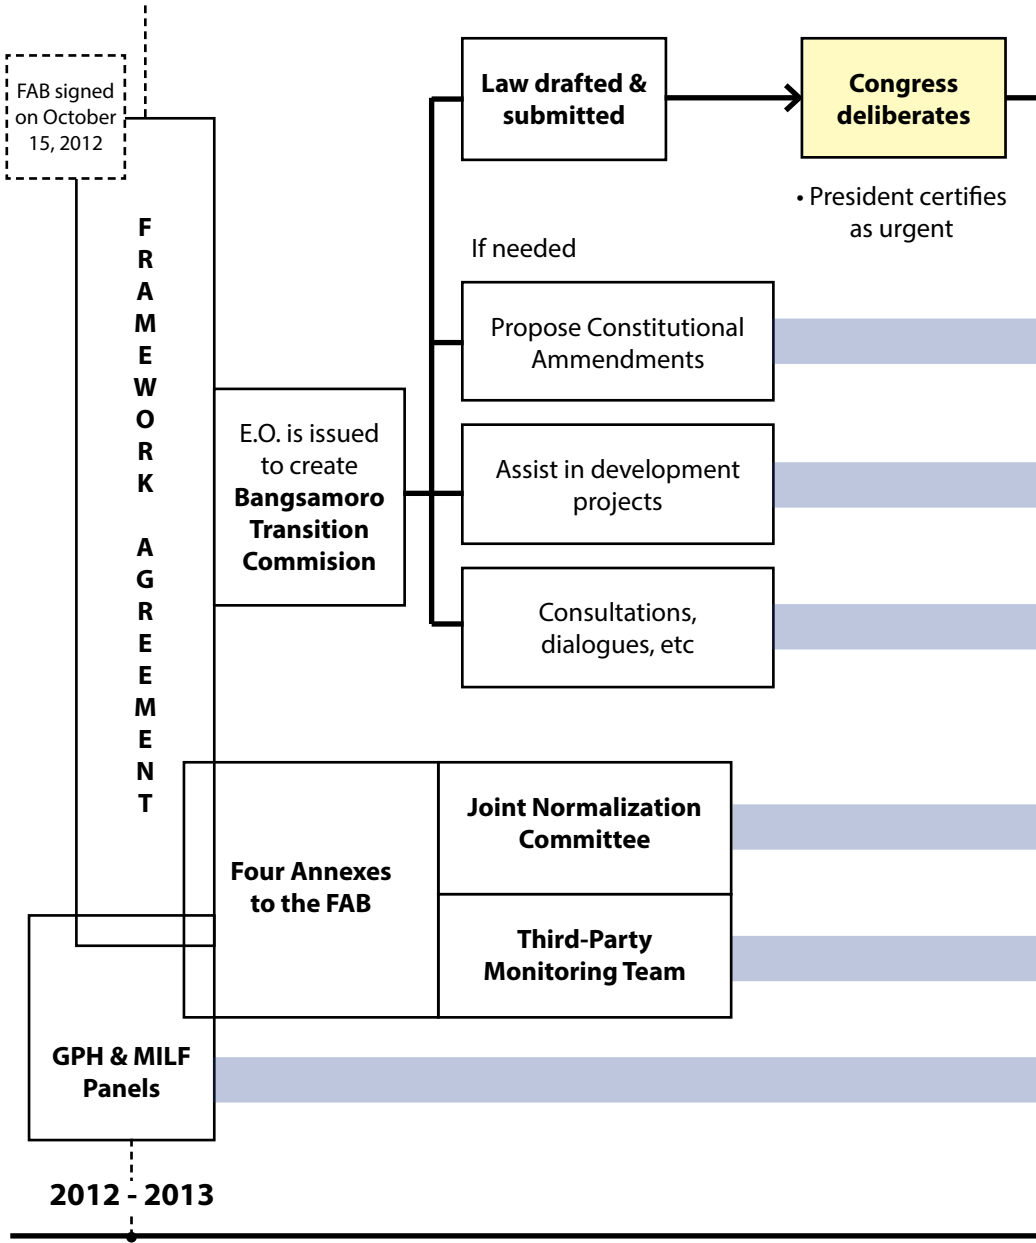 FAB signed
on October
15, 2012
FRAMEWORK AGREEMENT
E.O. is issued
to create
Bangsamoro
Transition
Commision
Law drafted &
submitted
Congress
deliberates
• President certifies
as urgent
If needed
Propose Constitutional
Ammendments
Assist in development
projects
Consultations,
dialogues, etc
Four Annexes
to the FAB
Joint Normalization
Committee
Third-Party
Monitoring Team
GPH & MILF
Panels
2012 - 2013